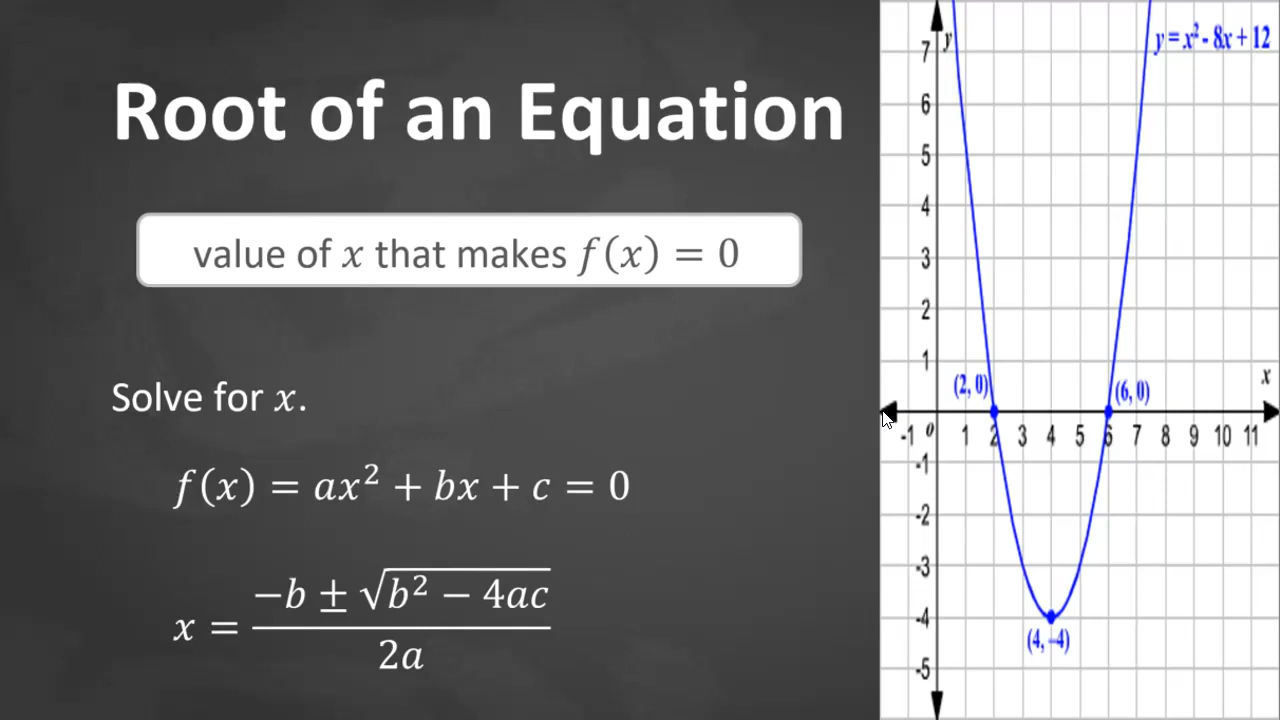 Root of an Equation
value of x that makes f(x) = 0
Solve for x.
f(x) = ax² + bx + c = 0
x = (-b ± √(b² − 4ac)) / 2a
y
y = x² - 8x + 12
7
6
5
4
3
2
1
(2, 0)
(6, 0)
x
-1 0 1 2 3 4 5 6 7 8 9 10 11
-1
-2
-3
-4
(4, -4)
-5